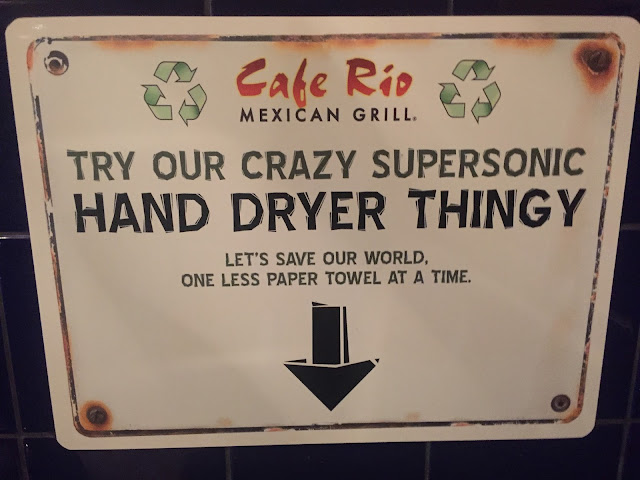 Cafe Rio
MEXICAN GRILL®
TRY OUR CRAZY SUPERSONIC
HAND DRYER THINGY
LET'S SAVE OUR WORLD,
ONE LESS PAPER TOWEL AT A TIME.